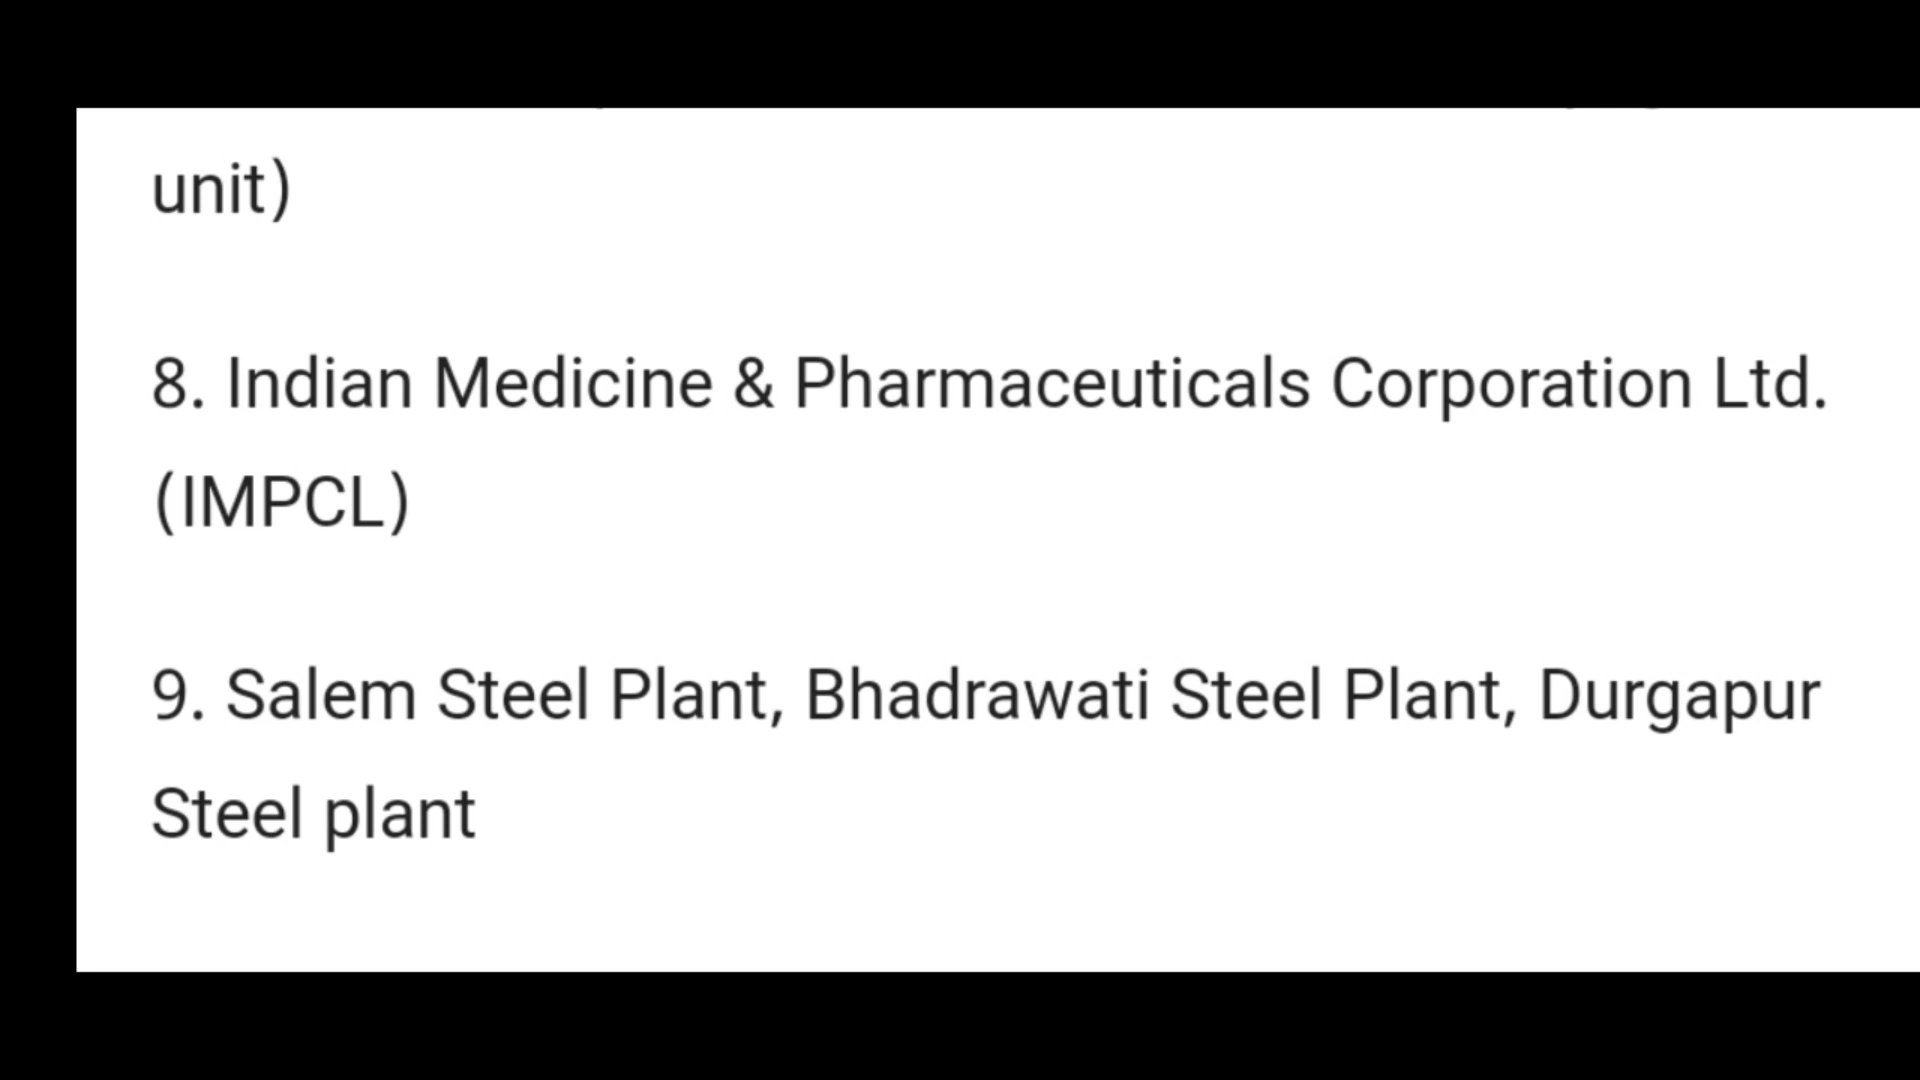 unit)
8. Indian Medicine & Pharmaceuticals Corporation Ltd.
(IMPCL)
9. Salem Steel Plant, Bhadrawati Steel Plant, Durgapur
Steel plant